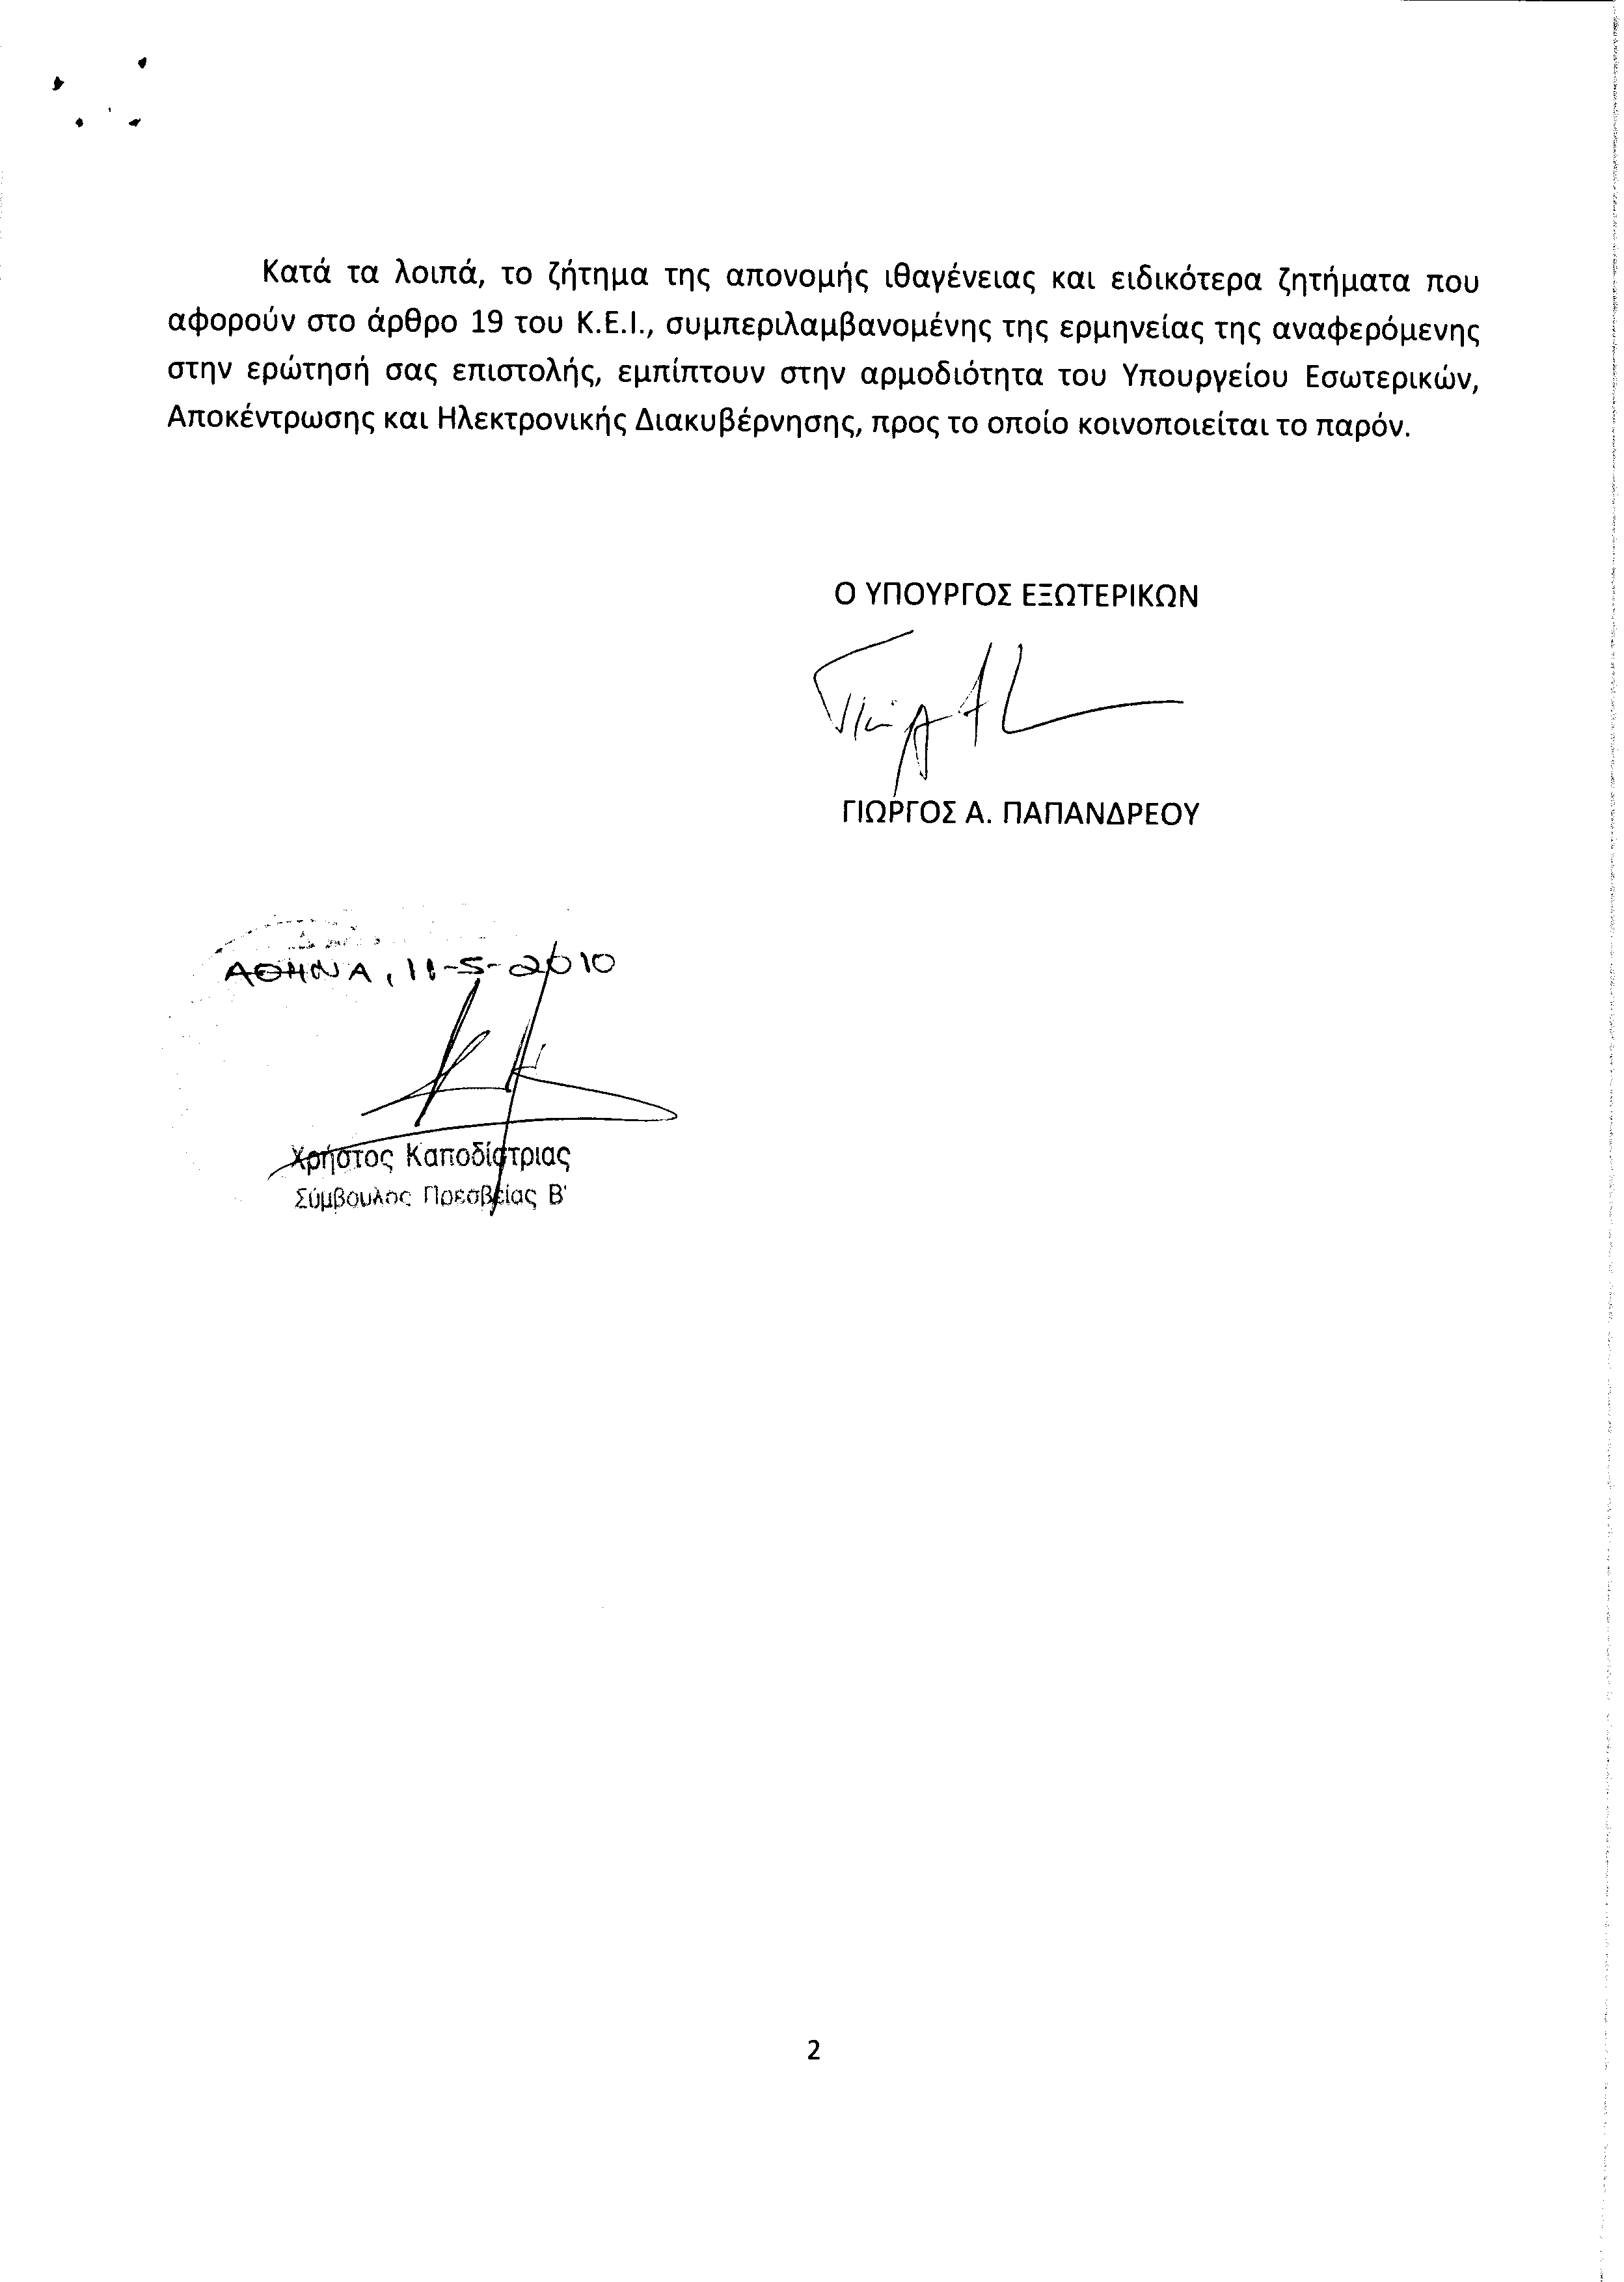 Κατά τα λοιπά, το ζήτημα της απονομής ιθαγένειας και ειδικότερα ζητήματα που
αφορούν στο άρθρο 19 του Κ.Ε.Ι., συμπεριλαμβανομένης της ερμηνείας της αναφερόμενης
στην ερώτησή σας επιστολής, εμπίπτουν στην αρμοδιότητα του Υπουργείου Εσωτερικών,
Αποκέντρωσης και Ηλεκτρονικής Διακυβέρνησης, προς το οποίο κοινοποιείται το παρόν.
Ο ΥΠΟΥΡΓΟΣ ΕΞΩΤΕΡΙΚΩΝ
ΓΙΩΡΓΟΣ Α. ΠΑΠΑΝΔΡΕΟΥ
ΑΘΗΝΑ, 11-5-2010
Χρήστος Καποδίστριας
Σύμβουλος Πρεσβείας Β'
2